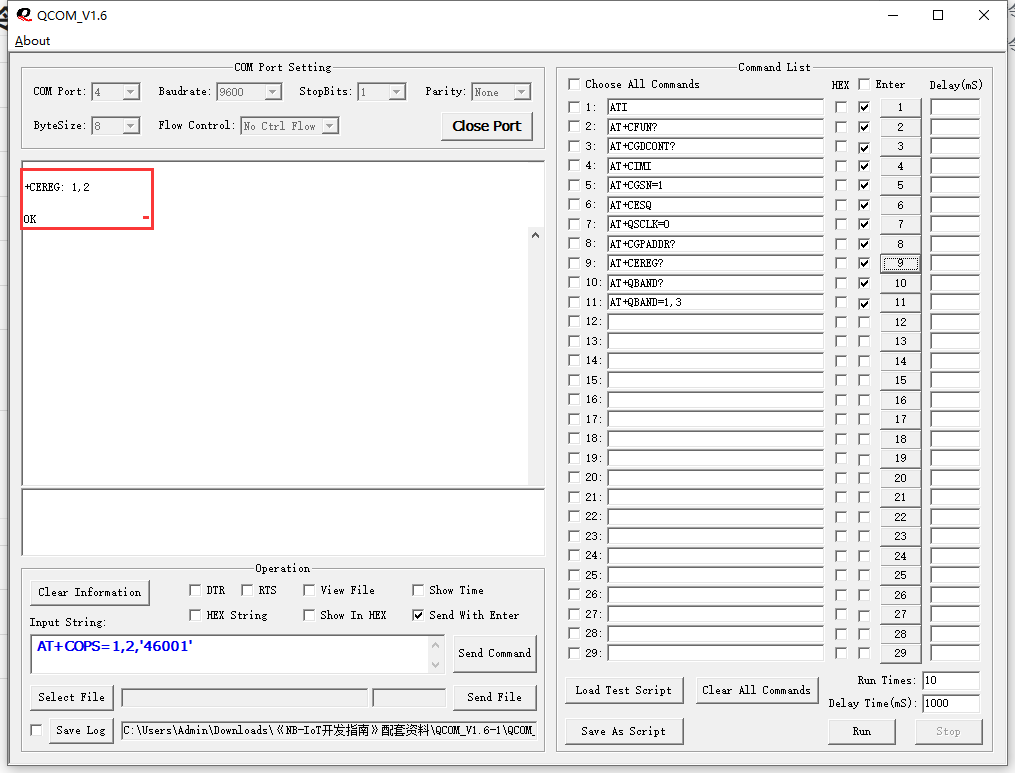 QCOM_V1.6
About
COM Port Setting
COM Port: 4 Baudrate: 9600 StopBits: 1 Parity: None
ByteSize: 8 Flow Control: No Ctrl Flow Close Port
+CEREG: 1,2
OK
Operation
Clear Information DTR RTS View File Show Time
HEX String Show In HEX Send With Enter
Input String:
AT+COPS=1,2,'46001'
Send Command
Select File Send File
Save Log C:\Users\Admin\Downloads\《NB-IoT开发指南》配套资料\QCOM_V1.6-1\QCOM_
Command List
Choose All Commands HEX Enter Delay(mS)
1: ATI 1
2: AT+CFUN? 2
3: AT+CGDCONT? 3
4: AT+CIMI 4
5: AT+CGSN=1 5
6: AT+CESQ 6
7: AT+QSCLK=0 7
8: AT+CGPADDR? 8
9: AT+CEREG? 9
10: AT+QBAND? 10
11: AT+QBAND=1,3 11
12: 12
13: 13
14: 14
15: 15
16: 16
17: 17
18: 18
19: 19
20: 20
21: 21
22: 22
23: 23
24: 24
25: 25
26: 26
27: 27
28: 28
29: 29
Load Test Script Clear All Commands Run Times: 10
Delay Time(mS): 1000
Save As Script Run Stop